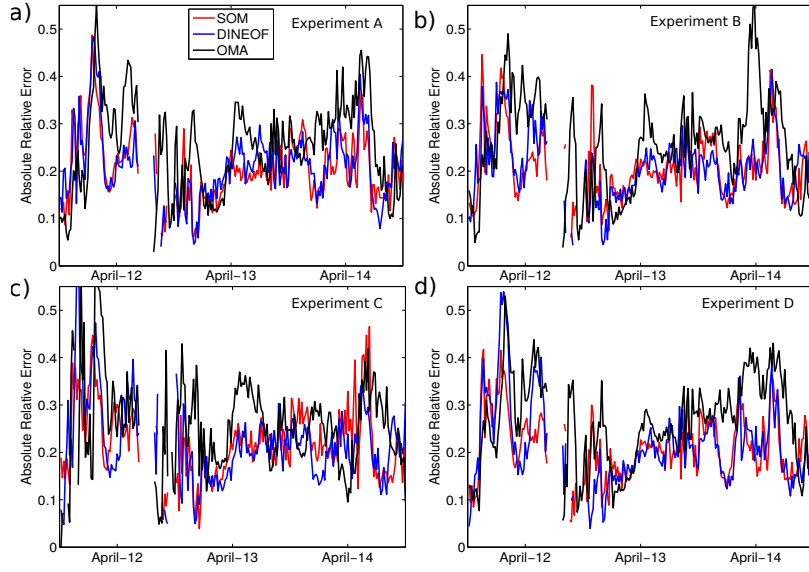 a)
Experiment A
SOM
DINEOF
OMA
Absolute Relative Error
0.5
0.4
0.3
0.2
0.1
0
April-12
April-13
April-14
b)
Experiment B
Absolute Relative Error
0.5
0.4
0.3
0.2
0.1
0
April-12
April-13
April-14
c)
Experiment C
Absolute Relative Error
0.5
0.4
0.3
0.2
0.1
0
April-12
April-13
April-14
d)
Experiment D
Absolute Relative Error
0.5
0.4
0.3
0.2
0.1
0
April-12
April-13
April-14